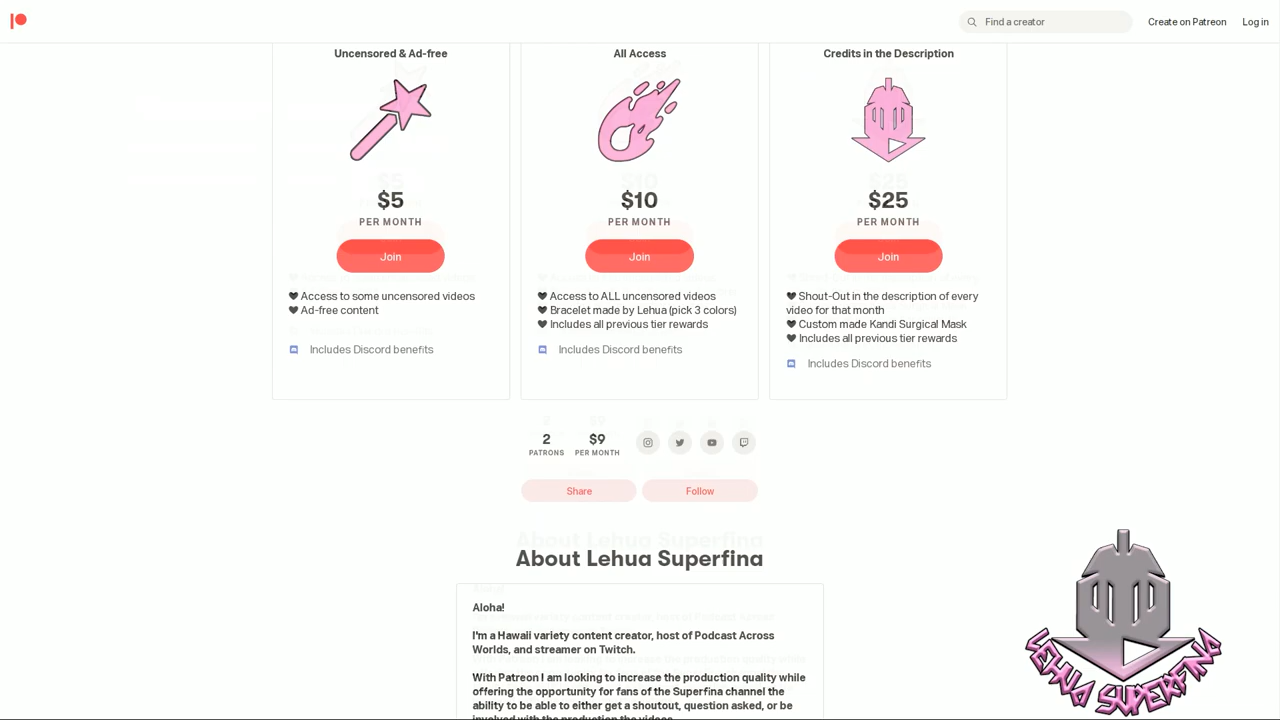 Find a creator
Create on Patreon
Log in
Uncensored & Ad-free
All Access
Credits in the Description
$5
PER MONTH
Join
♥ Access to some uncensored videos
♥ Ad-free content
Includes Discord benefits
$10
PER MONTH
Join
♥ Access to ALL uncensored videos
♥ Bracelet made by Lehua (pick 3 colors)
♥ Includes all previous tier rewards
Includes Discord benefits
$25
PER MONTH
Join
♥ Shout-Out in the description of every
video for that month
♥ Custom made Kandi Surgical Mask
♥ Includes all previous tier rewards
Includes Discord benefits
2
PATRONS
$9
PER MONTH
Share
Follow
About Lehua Superfina
Aloha!
I'm a Hawaii variety content creator, host of Podcast Across
Worlds, and streamer on Twitch.
With Patreon I am looking to increase the production quality while
offering the opportunity for fans of the Superfina channel the
ability to be able to either get a shoutout, question asked, or be
involved with the production the videos.
LEHUA SUPERFINA